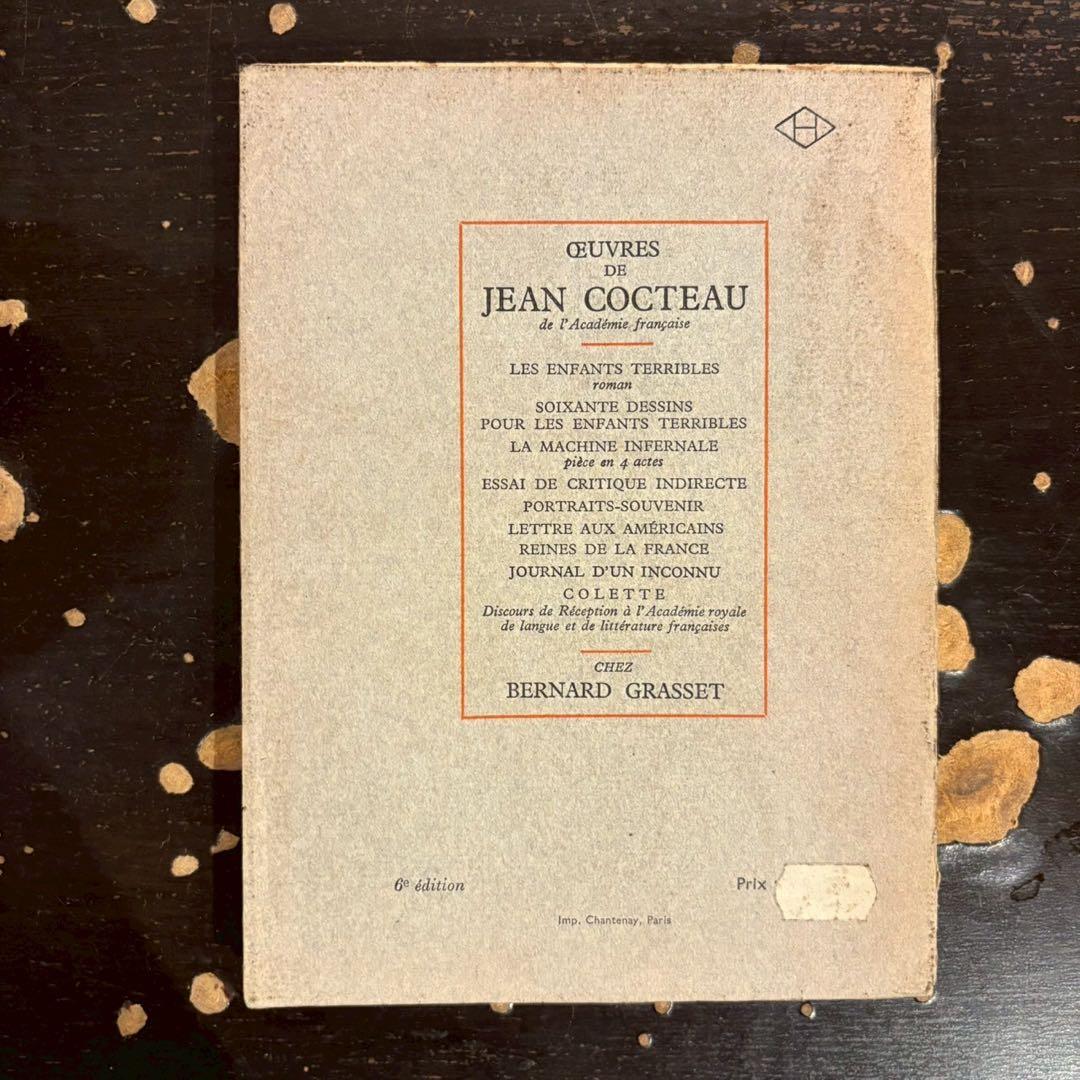 H
ŒUVRES
DE
JEAN COCTEAU
de l'Académie française
LES ENFANTS TERRIBLES
roman
SOIXANTE DESSINS
POUR LES ENFANTS TERRIBLES
LA MACHINE INFERNALE
pièce en 4 actes
ESSAI DE CRITIQUE INDIRECTE
PORTRAITS-SOUVENIR
LETTRE AUX AMÉRICAINS
REINES DE LA FRANCE
JOURNAL D'UN INCONNU
COLETTE
Discours de Réception à l'Académie royale
de langue et de littérature françaises
CHEZ
BERNARD GRASSET
6e édition
Prix
Imp. Chantenay, Paris